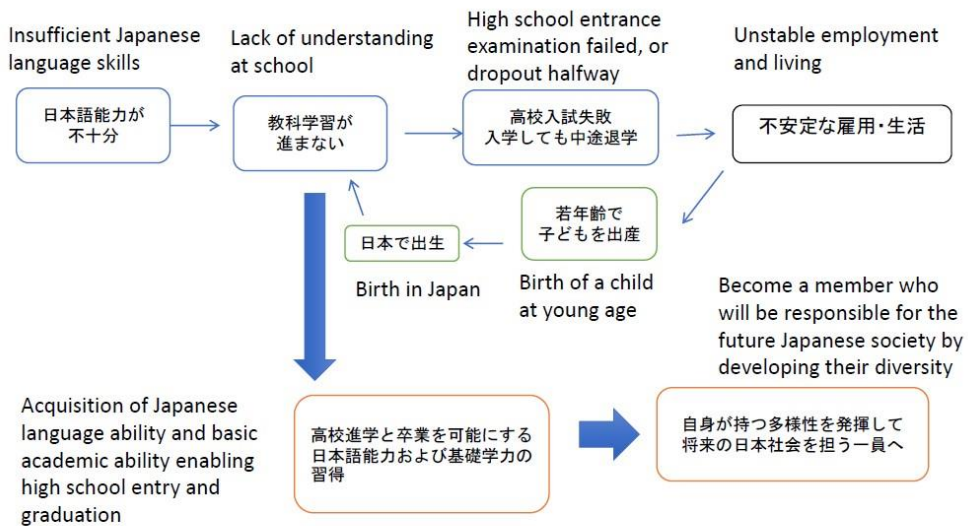 Insufficient Japanese
language skills
日本語能力が
不十分
Lack of understanding
at school
教科学習が
進まない
High school entrance
examination failed, or
dropout halfway
高校入試失敗
入学しても中途退学
Unstable employment
and living
不安定な雇用・生活
若年齢で
子どもを出産
Birth of a child
at young age
日本で出生
Birth in Japan
Become a member who
will be responsible for the
future Japanese society by
developing their diversity
Acquisition of Japanese
language ability and basic
academic ability enabling
high school entry and
graduation
高校進学と卒業を可能にする
日本語能力および基礎学力の
習得
自身が持つ多様性を発揮して
将来の日本社会を担う一員へ